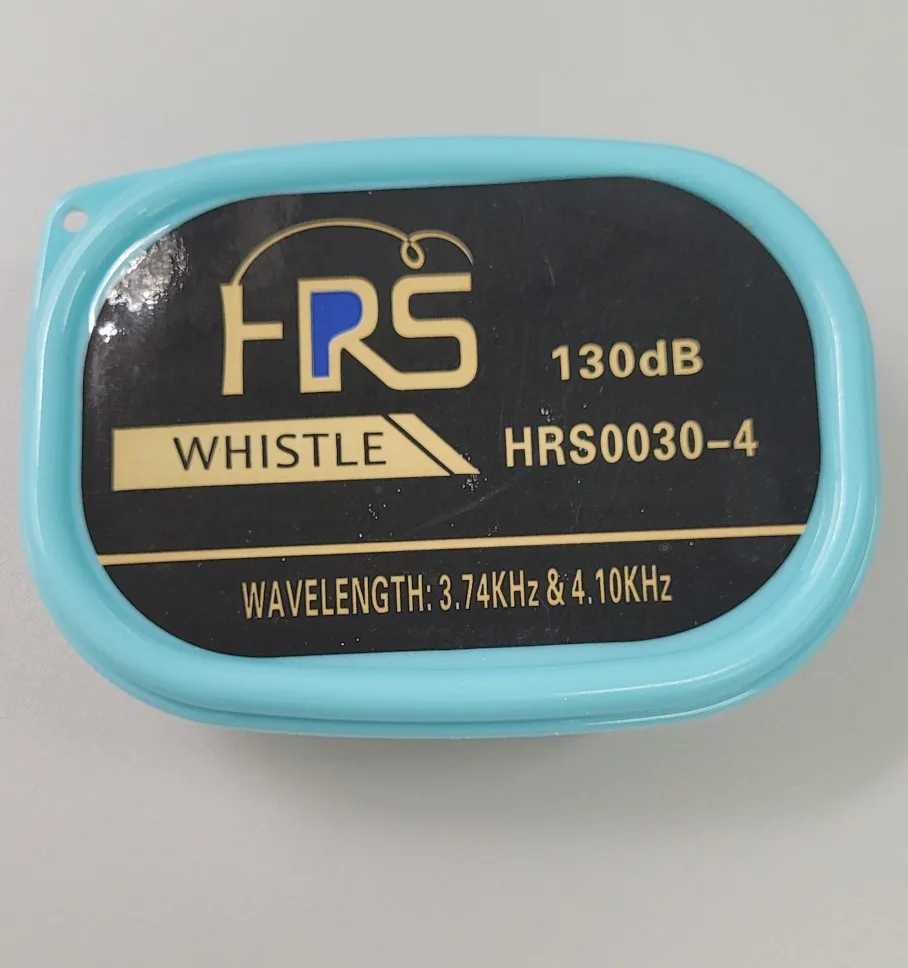 HRS
130dB
WHISTLE
HRS0030-4
WAVELENGTH: 3.74KHz & 4.10KHz